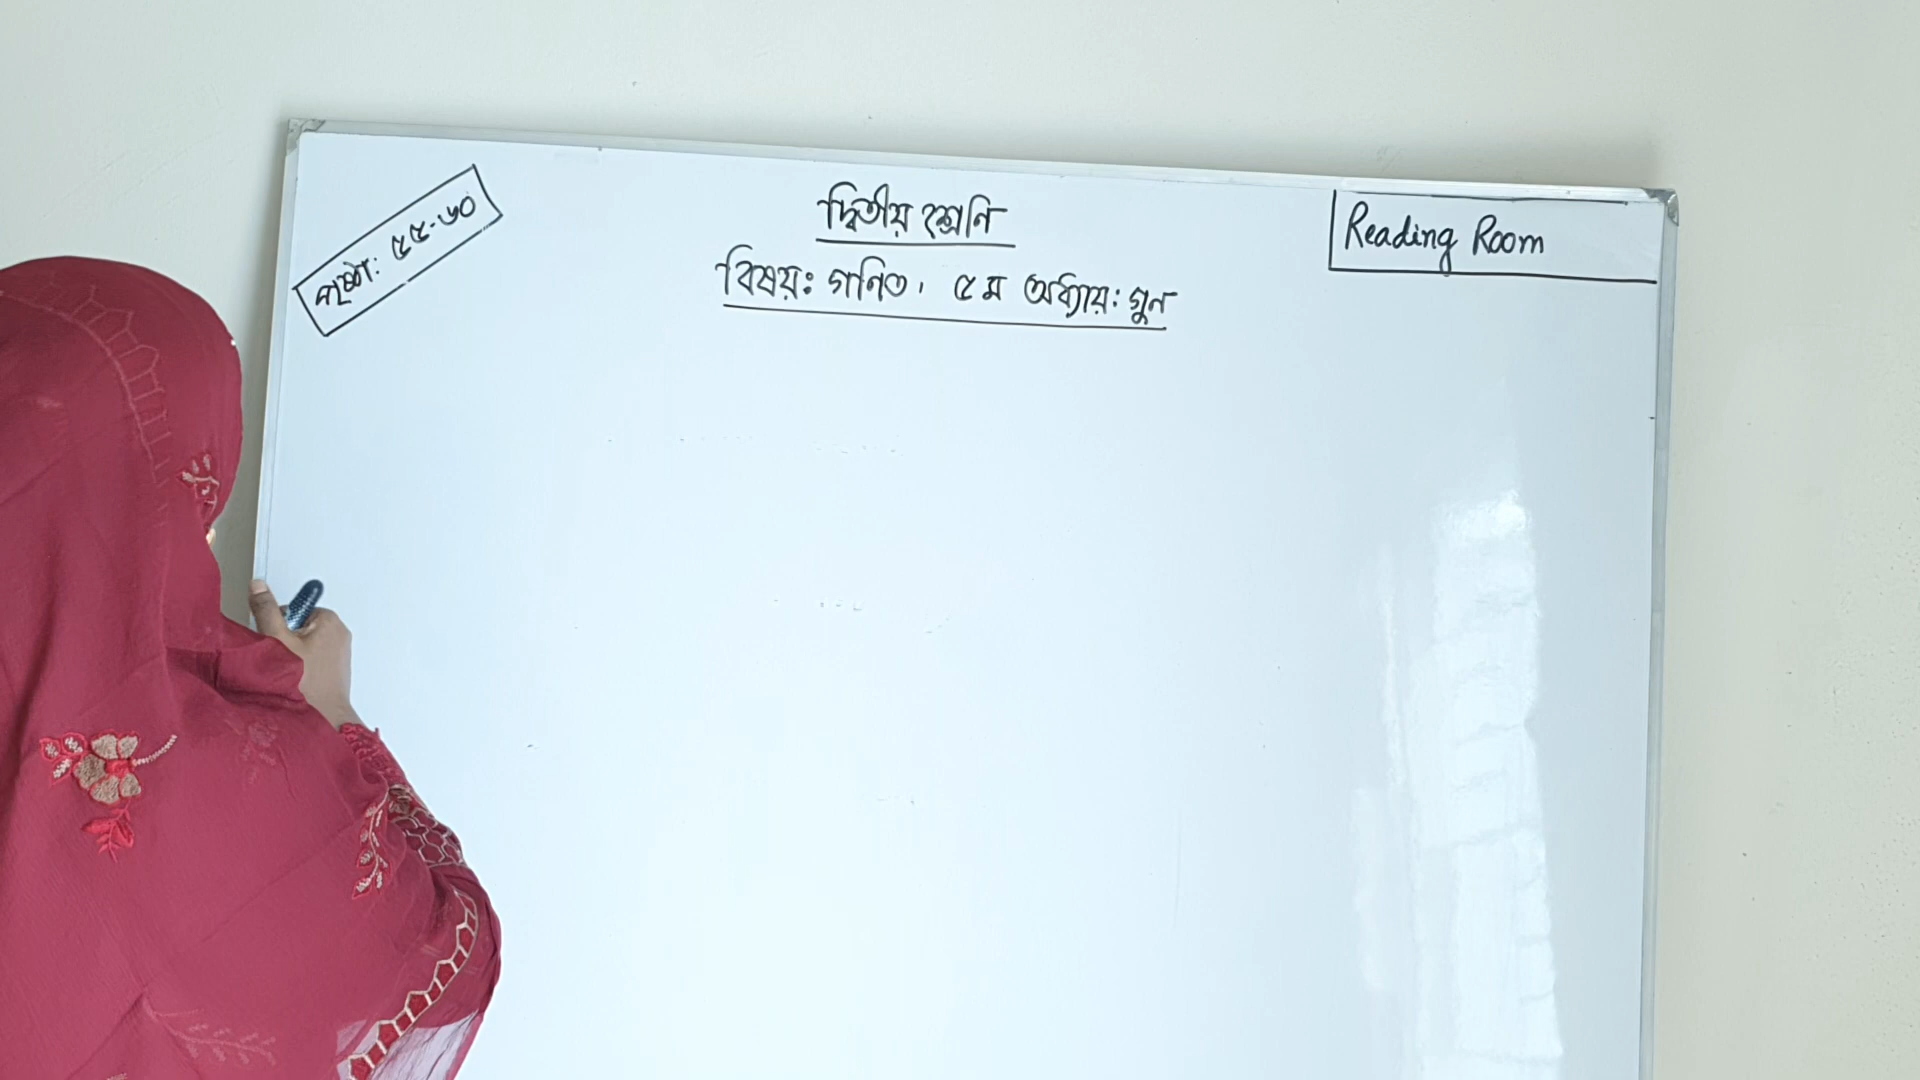 পৃষ্ঠা: ৫৫-৬০
দ্বিতীয় শ্রেনি
বিষয়ঃ গনিত, ৫ম অধ্যায়ঃ গুন
Reading Room